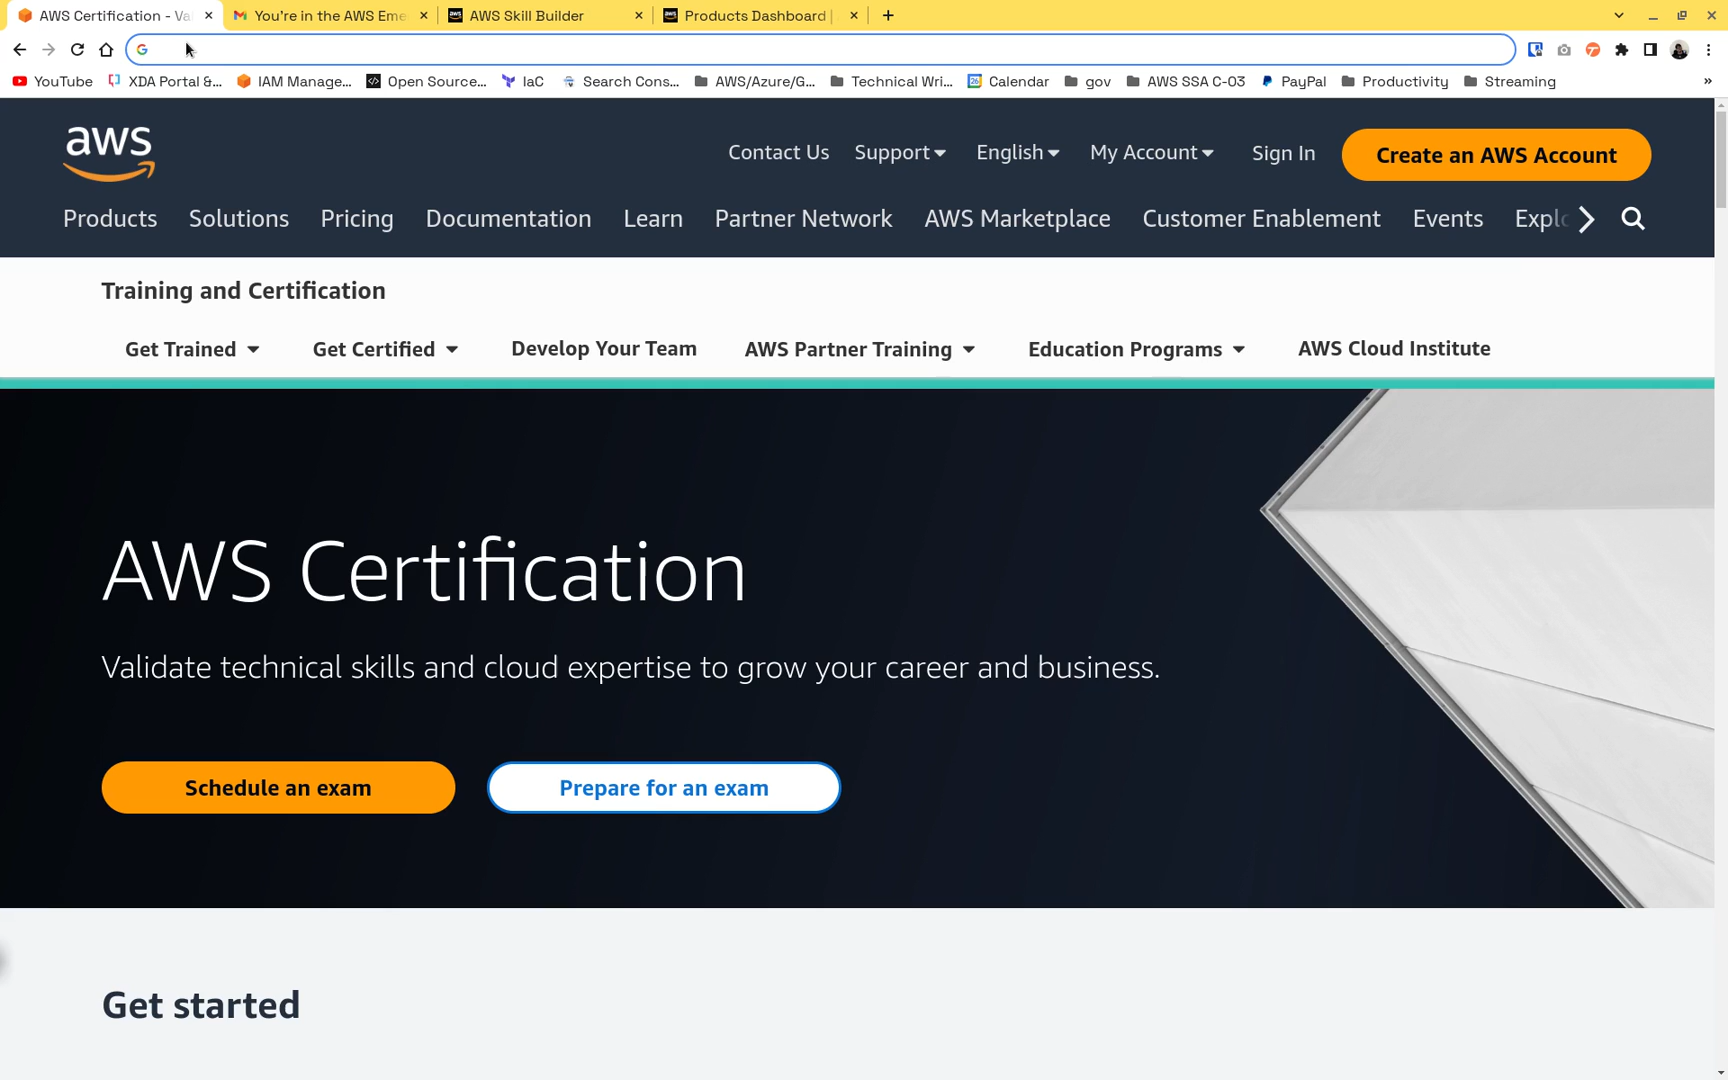 AWS Certification - Va
You're in the AWS Eme
AWS Skill Builder
Products Dashboard |
YouTube
XDA Portal &...
IAM Manage...
Open Source...
IaC
Search Cons...
AWS/Azure/G...
Technical Wri...
Calendar
gov
AWS SSA C-03
PayPal
Productivity
Streaming
aws
Contact Us
Support
English
My Account
Sign In
Create an AWS Account
Products
Solutions
Pricing
Documentation
Learn
Partner Network
AWS Marketplace
Customer Enablement
Events
Explo
Training and Certification
Get Trained
Get Certified
Develop Your Team
AWS Partner Training
Education Programs
AWS Cloud Institute
AWS Certification
Validate technical skills and cloud expertise to grow your career and business.
Schedule an exam
Prepare for an exam
Get started